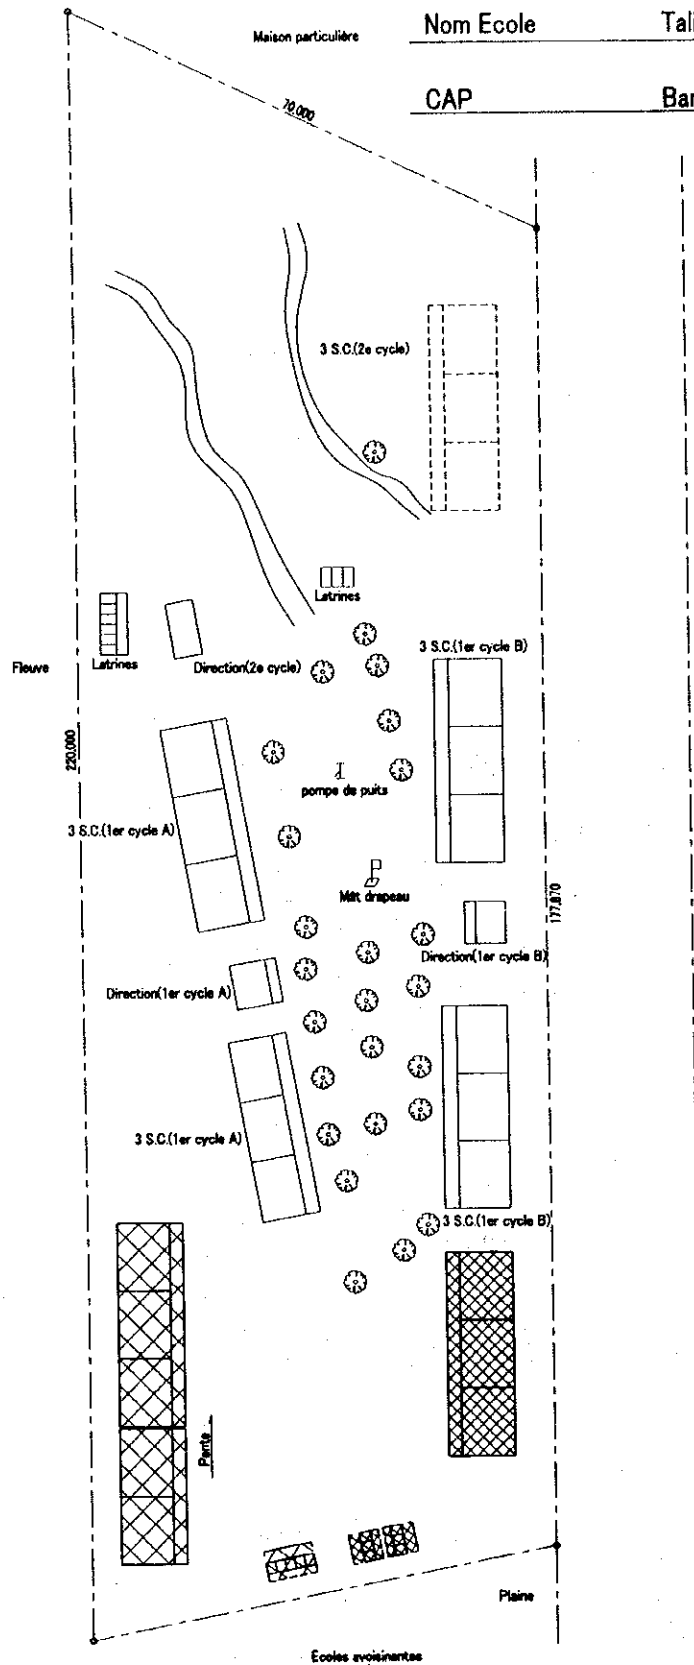 Maison particulière
Nom Ecole
CAP
70,000
3 S.C.(2e cycle)
Latrines
Latrines
Direction(2e cycle)
3 S.C.(1er cycle B)
Fleuve
220,000
pompe de puits
3 S.C.(1er cycle A)
Mât drapeau
177,870
Direction(1er cycle B)
Direction(1er cycle A)
3 S.C.(1er cycle A)
3 S.C.(1er cycle B)
Pente
Plaine
Ecoles avoisinantes